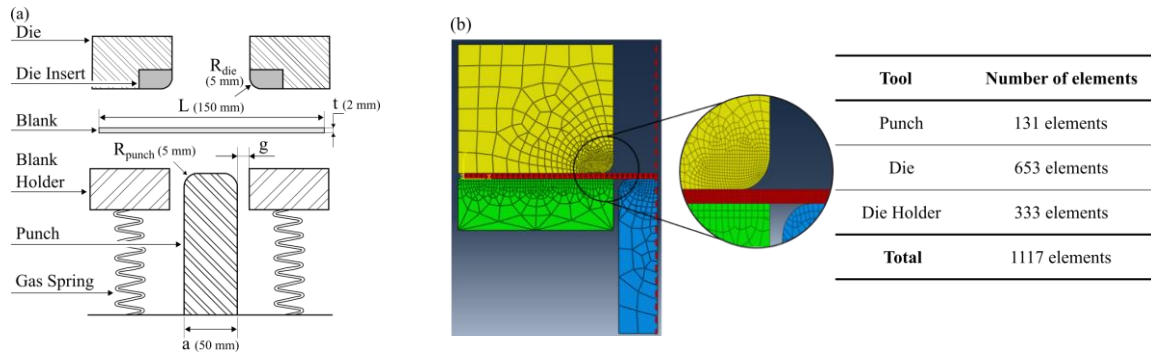 (a)
Die
Die Insert
R_die
(5 mm)
L (150 mm)
t (2 mm)
Blank
R_punch (5 mm)
g
Blank
Holder
Punch
Gas Spring
a (50 mm)
(b)
Tool Number of elements
Punch 131 elements
Die 653 elements
Die Holder 333 elements
Total 1117 elements